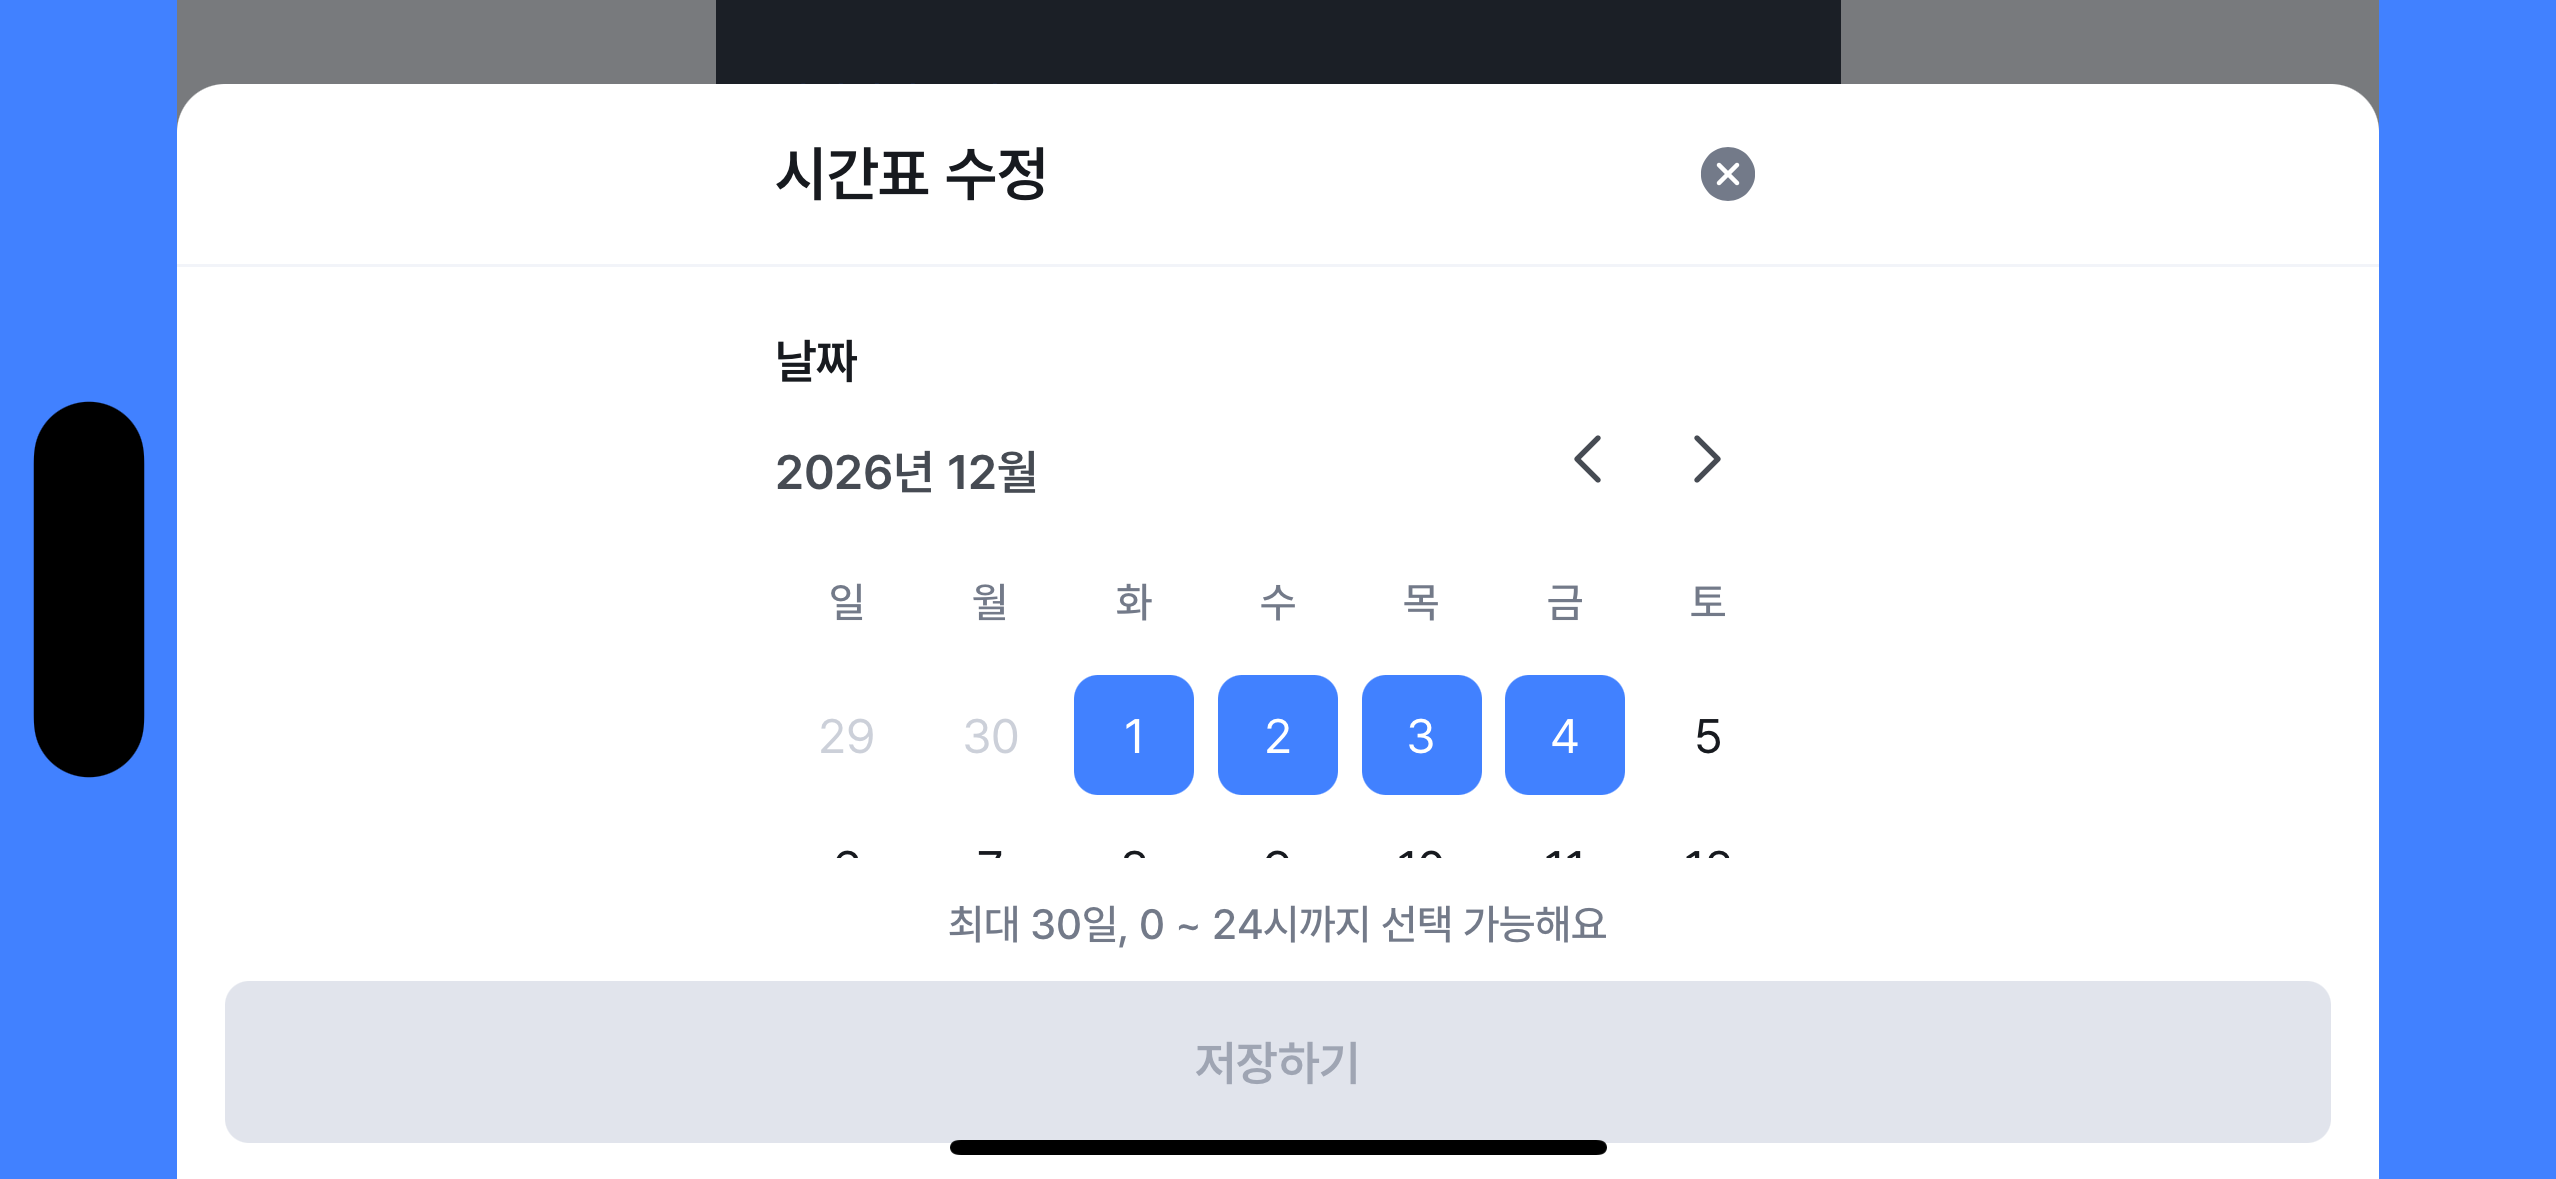 시간표 수정
날짜
2026년 12월
일 월 화 수 목 금 토
29 30 1 2 3 4 5
최대 30일, 0 ~ 24시까지 선택 가능해요
저장하기